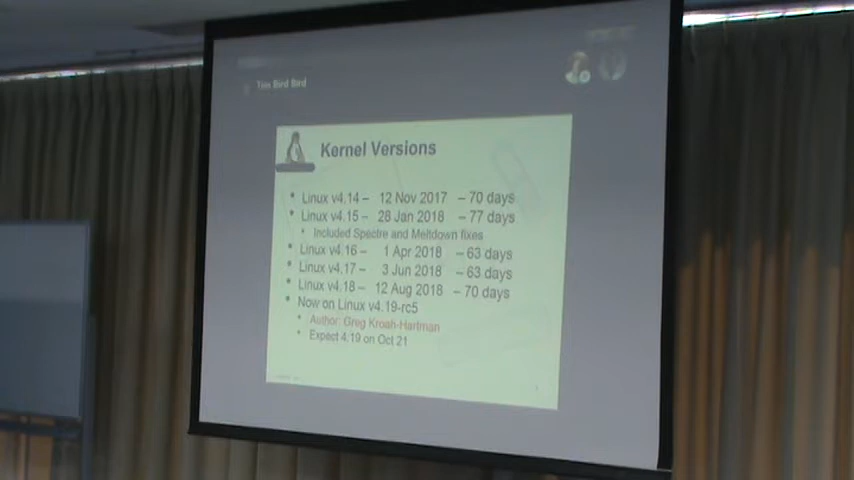 Tim Bird Bird
Kernel Versions
• Linux v4.14 – 12 Nov 2017 – 70 days
• Linux v4.15 – 28 Jan 2018 – 77 days
• Included Spectre and Meltdown fixes
• Linux v4.16 – 1 Apr 2018 – 63 days
• Linux v4.17 – 3 Jun 2018 – 63 days
• Linux v4.18 – 12 Aug 2018 – 70 days
• Now on Linux v4.19-rc5
• Author: Greg Kroah-Hartman
• Expect 4.19 on Oct 21